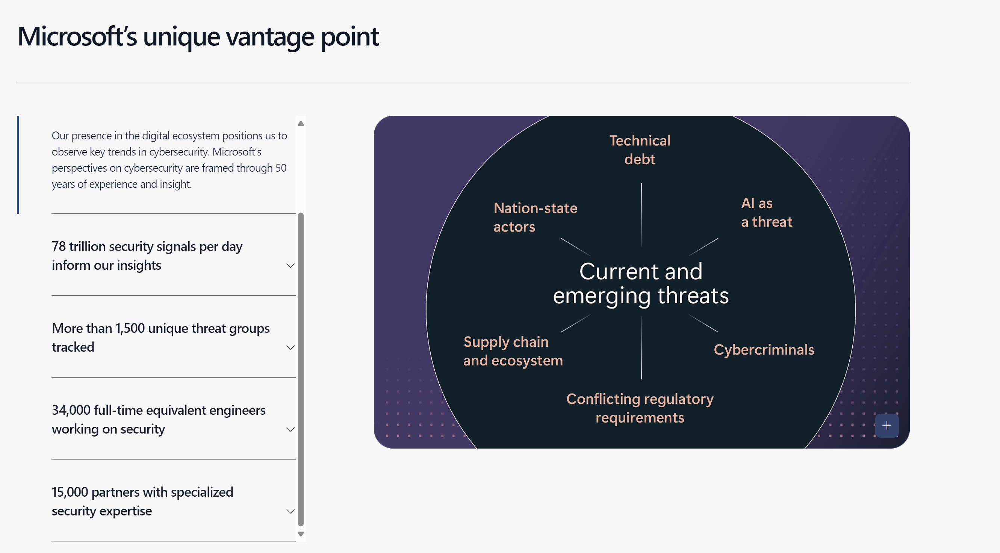 Microsoft’s unique vantage point
Our presence in the digital ecosystem positions us to
observe key trends in cybersecurity. Microsoft’s
perspectives on cybersecurity are framed through 50
years of experience and insight.
78 trillion security signals per day
inform our insights
More than 1,500 unique threat groups
tracked
34,000 full-time equivalent engineers
working on security
15,000 partners with specialized
security expertise
Technical
debt
Nation-state
actors
AI as
a threat
Current and
emerging threats
Supply chain
and ecosystem
Cybercriminals
Conflicting regulatory
requirements